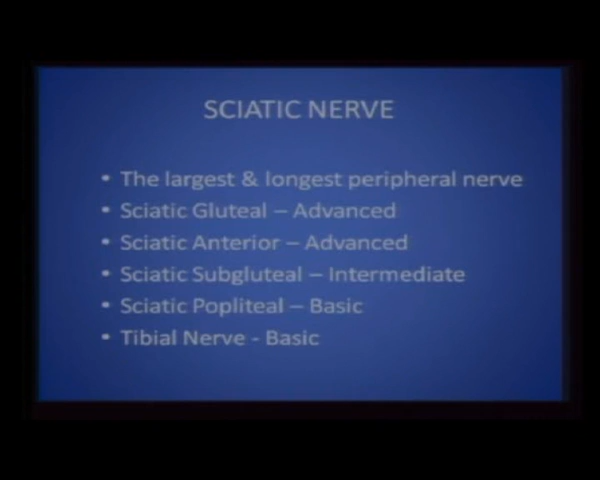 SCIATIC NERVE
• The largest & longest peripheral nerve
• Sciatic Gluteal – Advanced
• Sciatic Anterior – Advanced
• Sciatic Subgluteal – Intermediate
• Sciatic Popliteal – Basic
• Tibial Nerve - Basic